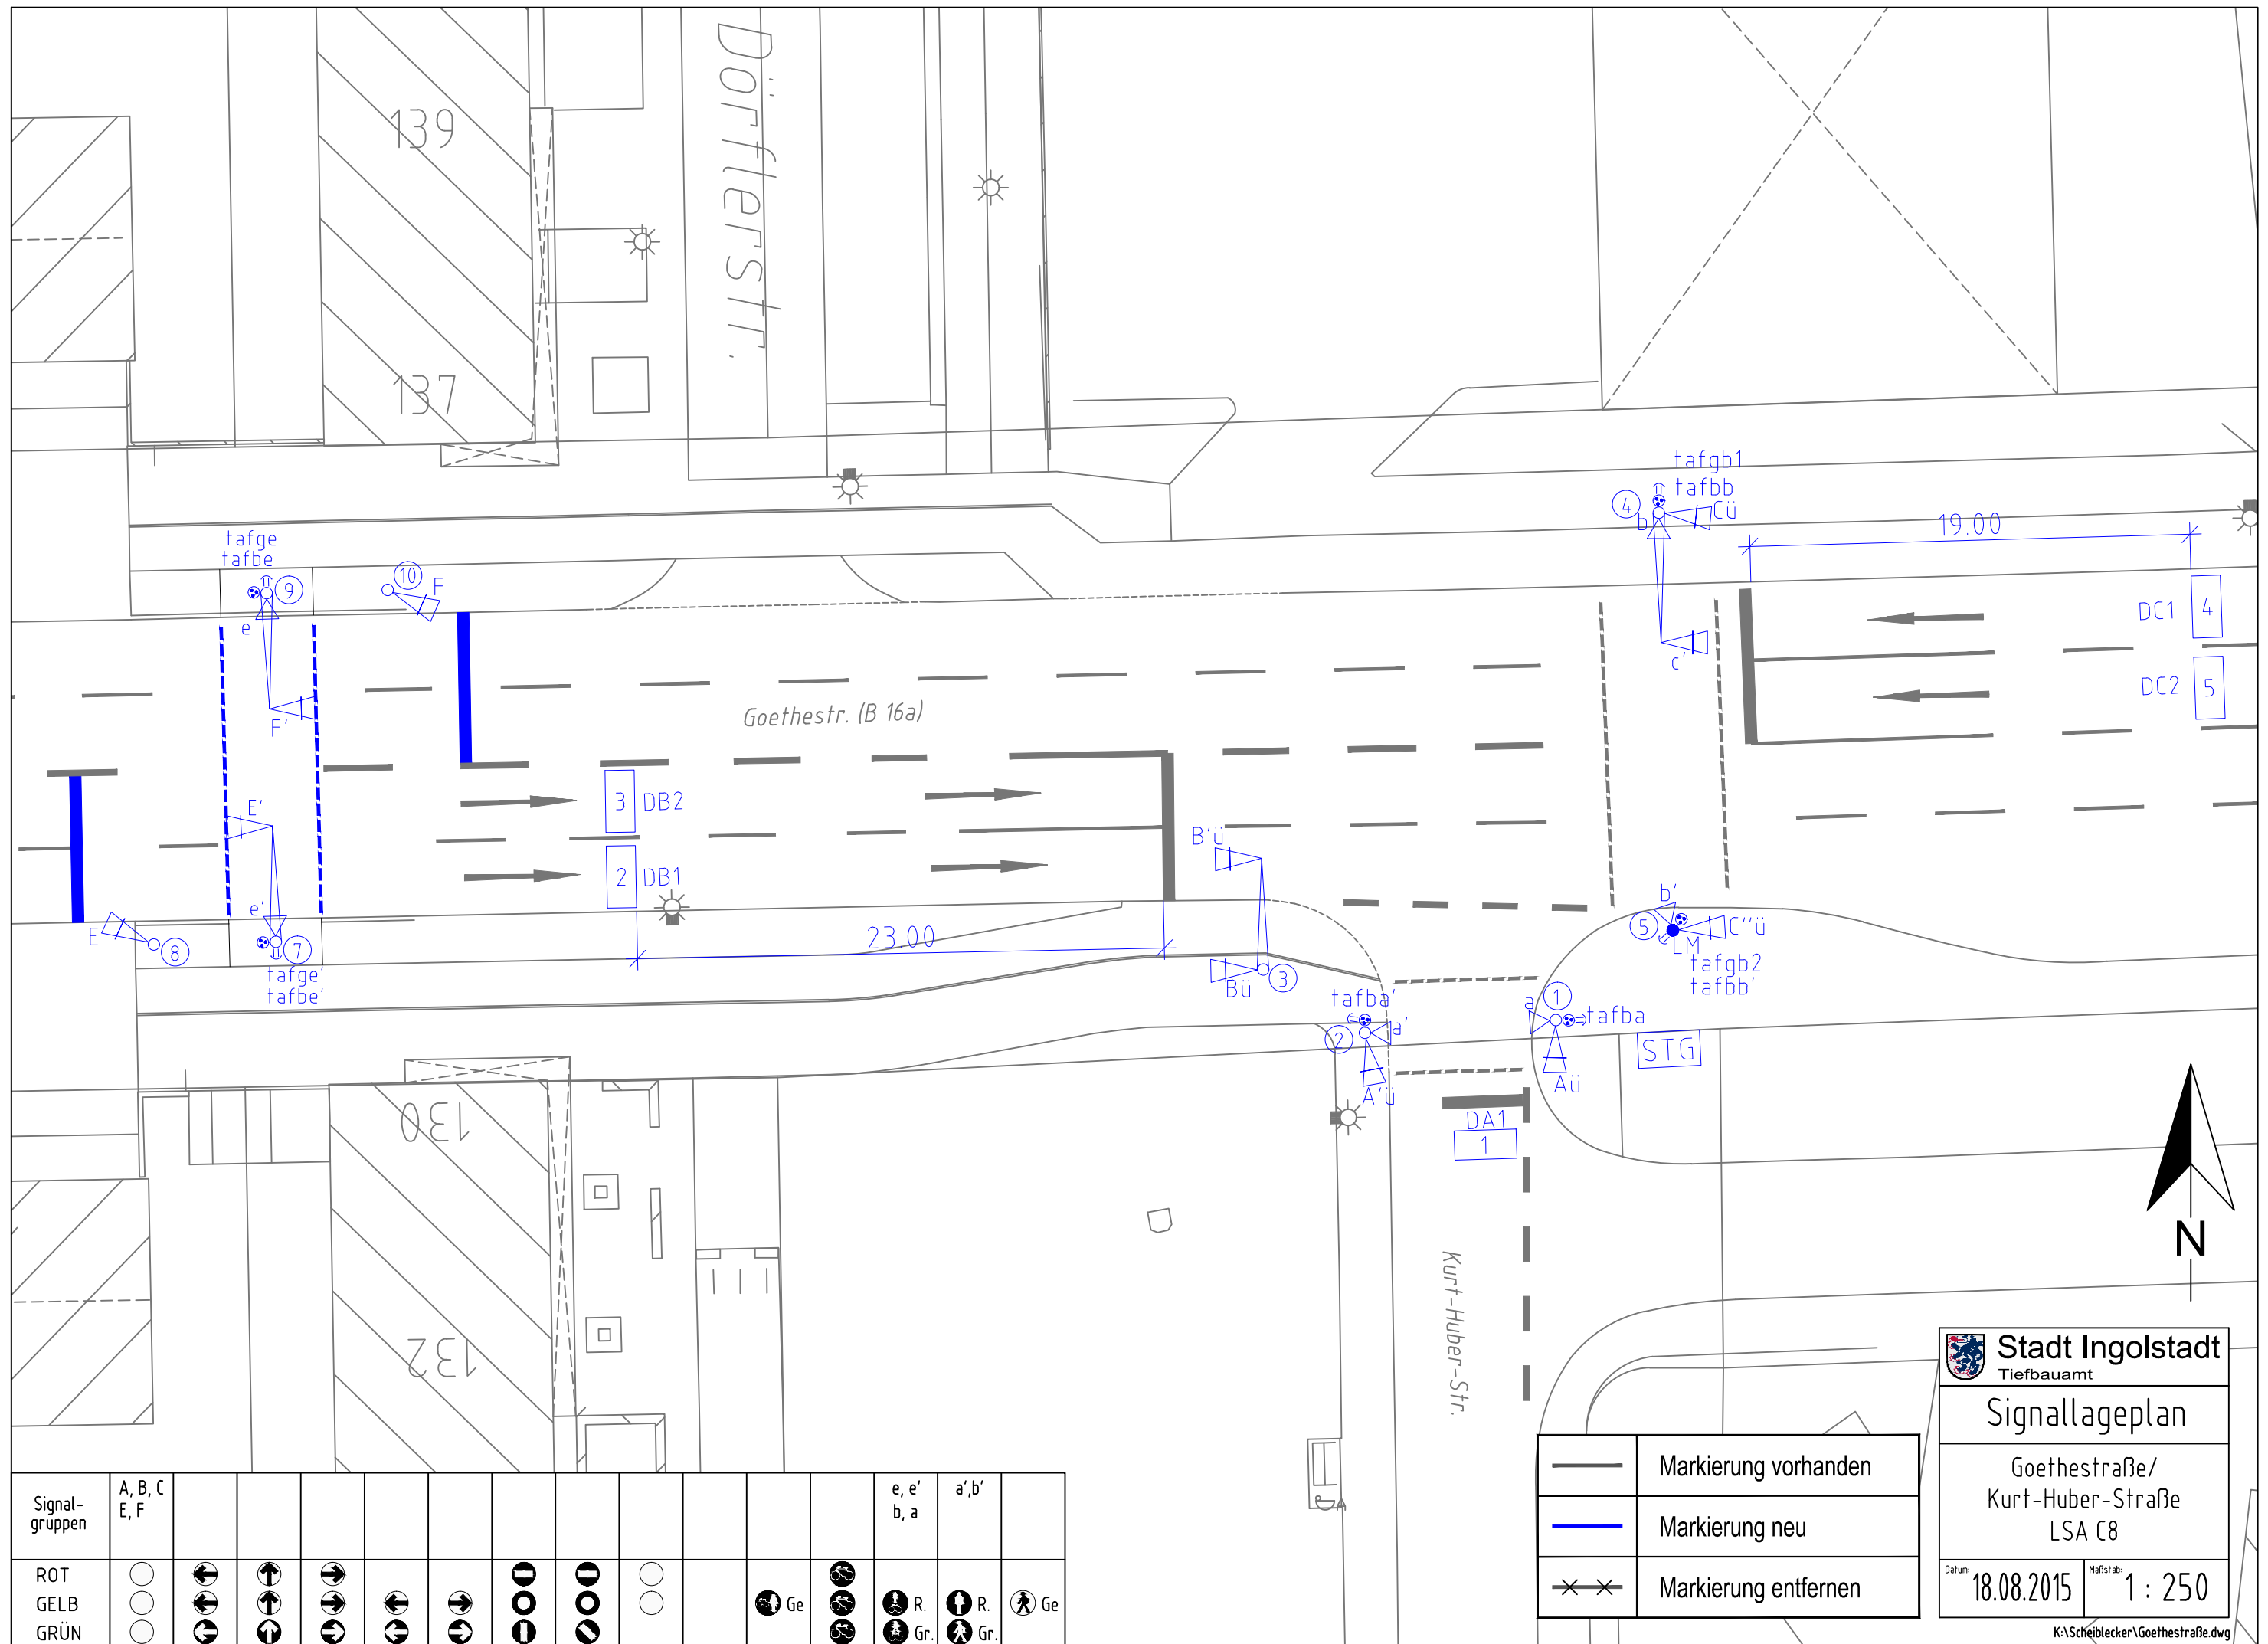 139
137
Dörflerstr.
tafgb1
tafbb
4
b
Cü
19.00
tafge
tafbe
9
10
F
e
F'
c'
DC1
4
DC2
5
Goethestr. (B 16a)
E'
3
DB2
2
DB1
B'ü
b'
5
C''ü
LM
tafgb2
tafbb'
E
8
e'
7
tafge'
tafbe'
23.00
Bü
3
tafba'
2
a'
A'ü
a
1
tafba
Aü
STG
DA1
1
130
132
Kurt-Huber-Str.
N
Stadt Ingolstadt
Tiefbauamt
Signallageplan
Goethestraße/
Kurt-Huber-Straße
LSA C8
Datum:
18.08.2015
Maßstab:
1 : 250
K:\Scheiblecker\Goethestraße.dwg
Markierung vorhanden
Markierung neu
Markierung entfernen
Signal-
gruppen
A, B, C
E, F
e, e'
b, a
a',b'
ROT
GELB
Ge
R.
R.
Ge
GRÜN
Gr.
Gr.